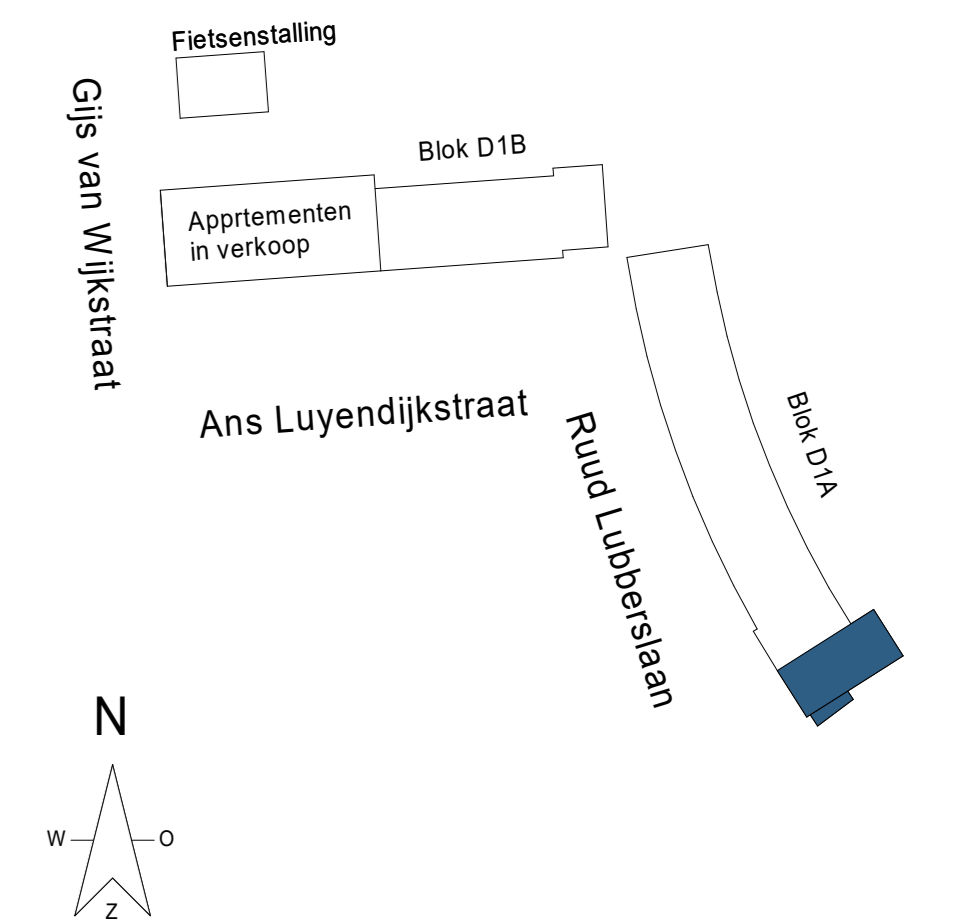 Fietsenstalling
Gijs van Wijkstraat
Blok D1B
Apprtementen
in verkoop
Ans Luyendijkstraat
Ruud Lubberslaan
Blok D1A
N
W
O
Z